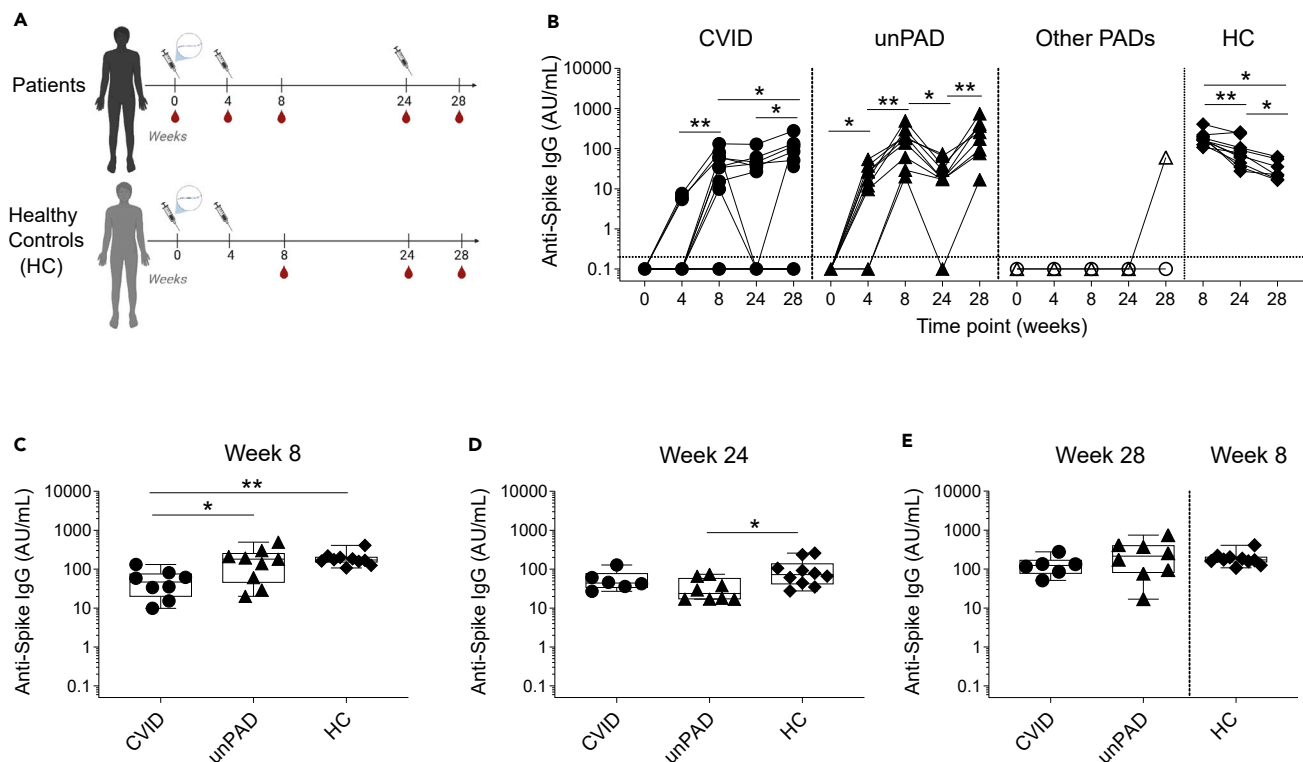 A
Patients
0 4 8 24 28
Weeks
Healthy
Controls
(HC)
0 4 8 24 28
Weeks
B
CVID unPAD Other PADs HC
Anti-Spike IgG (AU/mL)
10000
1000
100
10
1
0.1
** * * * ** * ** * ** *
0 4 8 24 28 0 4 8 24 28 0 4 8 24 28 8 24 28
Time point (weeks)
C
Week 8
Anti-Spike IgG (AU/mL)
10000
1000
100
10
1
0.1
**
*
CVID unPAD HC
D
Week 24
Anti-Spike IgG (AU/mL)
10000
1000
100
10
1
0.1
*
CVID unPAD HC
E
Week 28 Week 8
Anti-Spike IgG (AU/mL)
10000
1000
100
10
1
0.1
CVID unPAD HC